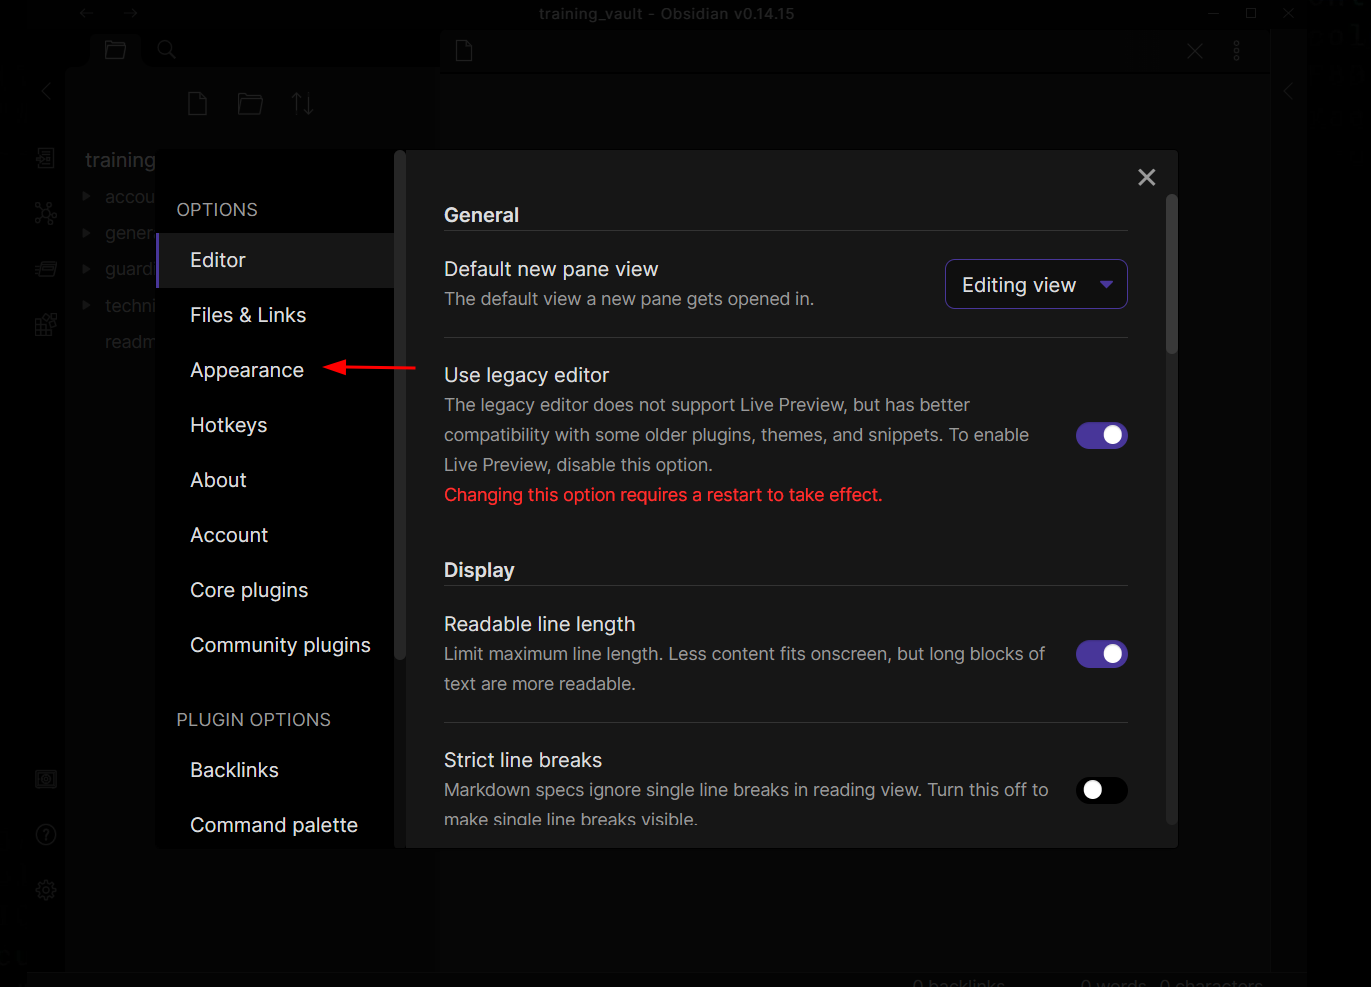 training_vault - Obsidian v0.14.15
training
OPTIONS
Editor
Files & Links
Appearance
Hotkeys
About
Account
Core plugins
Community plugins
PLUGIN OPTIONS
Backlinks
Command palette
General
Default new pane view
The default view a new pane gets opened in.
Editing view
Use legacy editor
The legacy editor does not support Live Preview, but has better
compatibility with some older plugins, themes, and snippets. To enable
Live Preview, disable this option.
Changing this option requires a restart to take effect.
Display
Readable line length
Limit maximum line length. Less content fits onscreen, but long blocks of
text are more readable.
Strict line breaks
Markdown specs ignore single line breaks in reading view. Turn this off to
make single line breaks visible.
accou
gener
guard
techni
readm
0 backlinks
0 words 0 characters